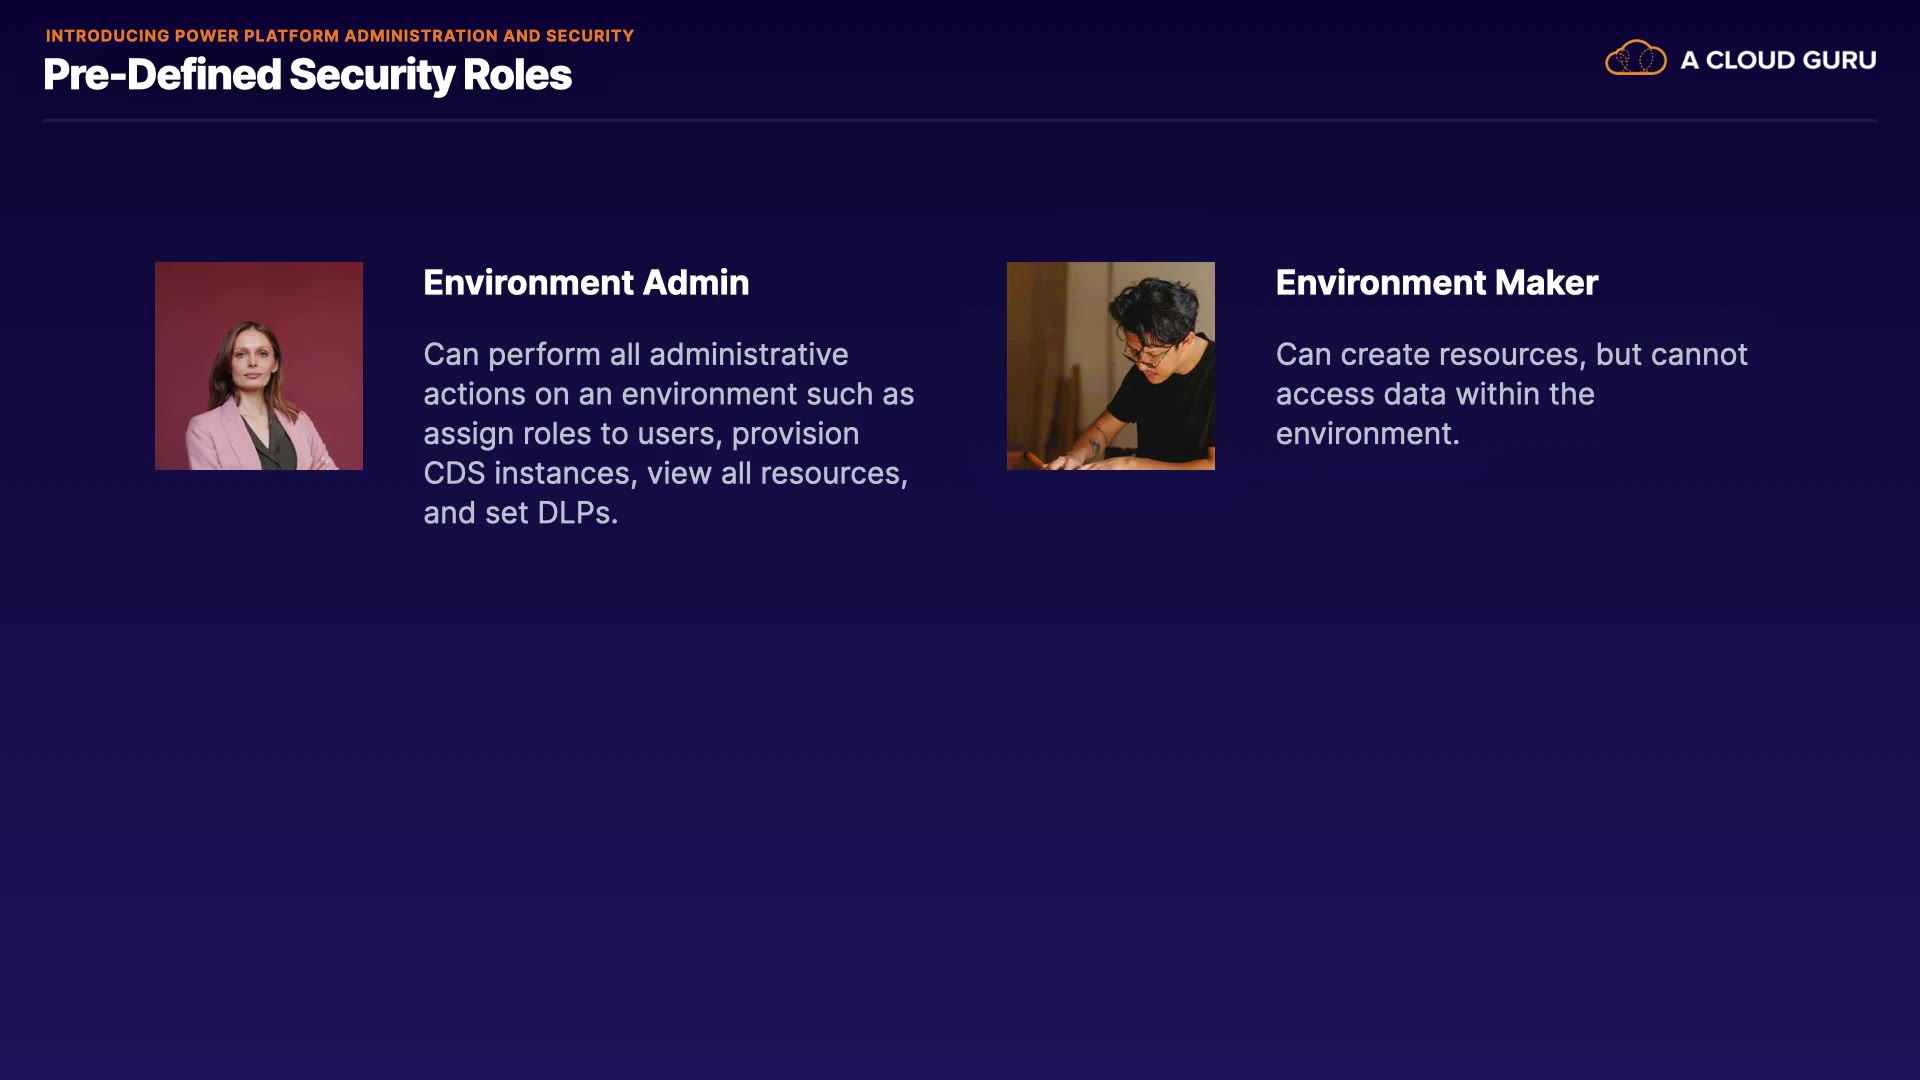 INTRODUCING POWER PLATFORM ADMINISTRATION AND SECURITY
Pre-Defined Security Roles
A CLOUD GURU
Environment Admin
Can perform all administrative
actions on an environment such as
assign roles to users, provision
CDS instances, view all resources,
and set DLPs.
Environment Maker
Can create resources, but cannot
access data within the
environment.